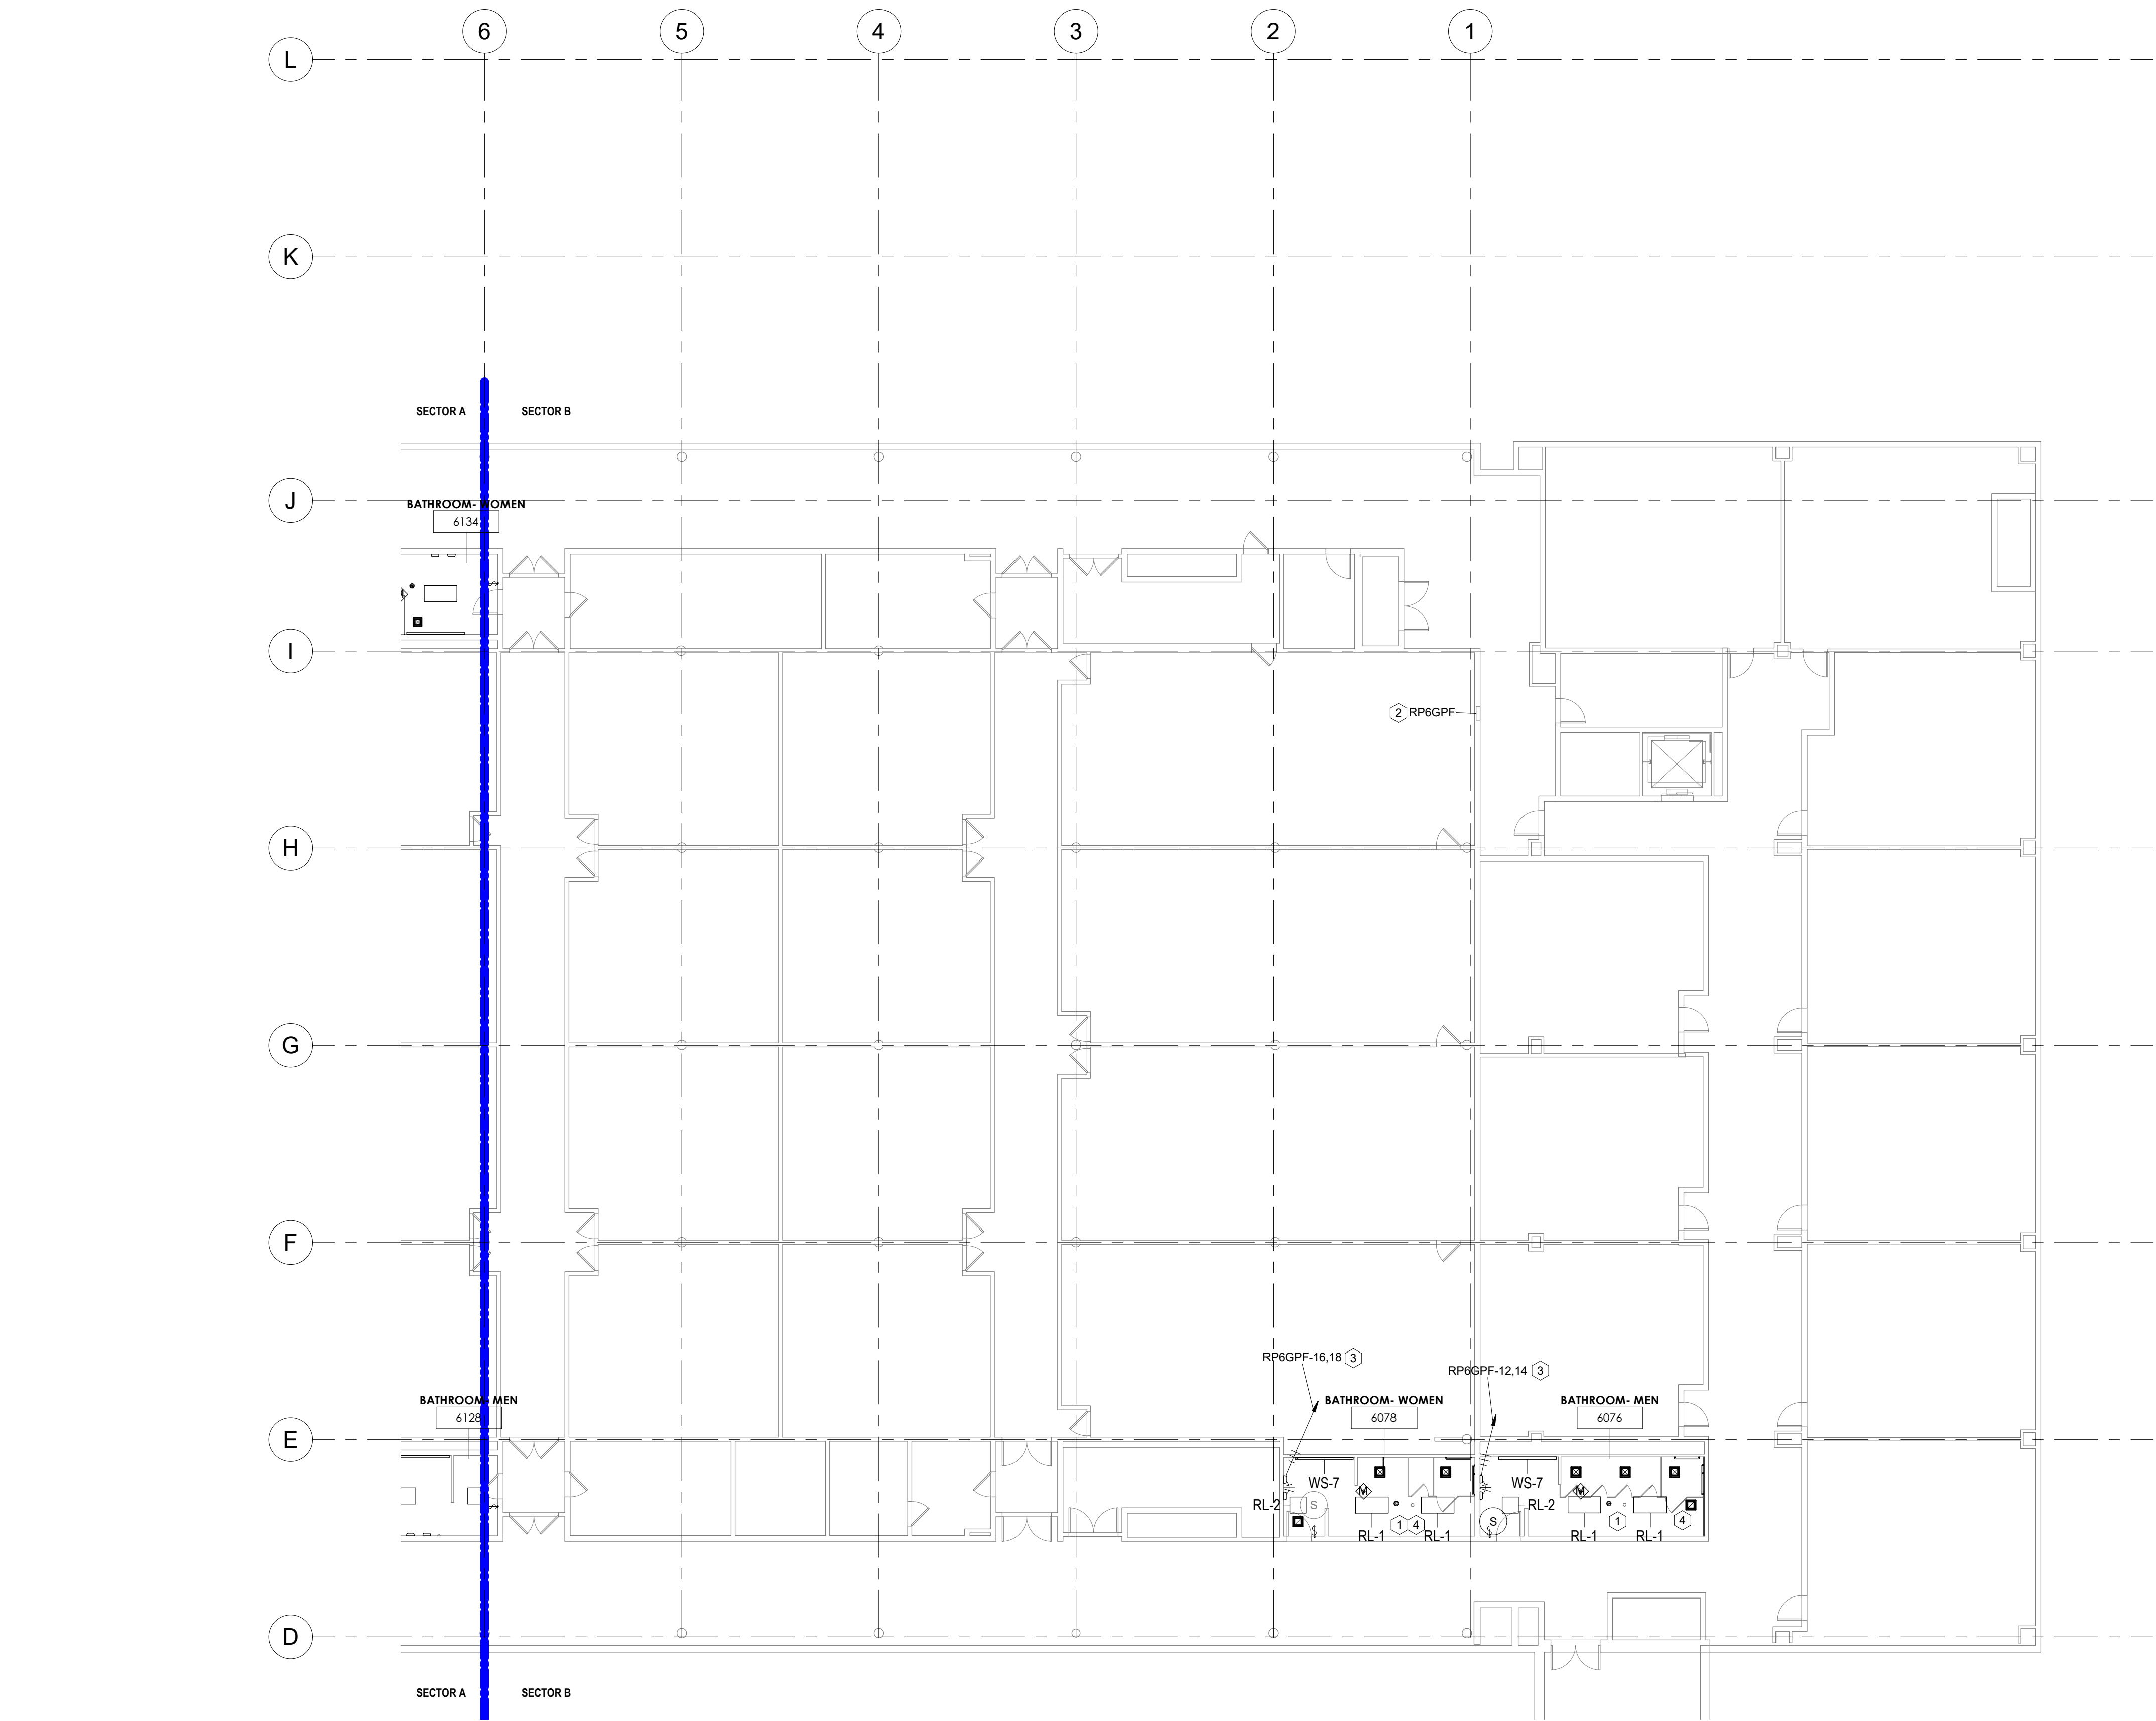 6
5
4
3
2
1
L
K
SECTOR A
SECTOR B
J
BATHROOM- WOMEN
6134
I
2 RP6GPF
H
G
F
RP6GPF-16,18 3
RP6GPF-12,14 3
BATHROOM- MEN
6128
BATHROOM- WOMEN
6078
BATHROOM- MEN
6076
E
WS-7
WS-7
M
M
RL-2
S
RL-2
S
1
4
1
4
RL-1
RL-1
RL-1
RL-1
D
SECTOR A
SECTOR B